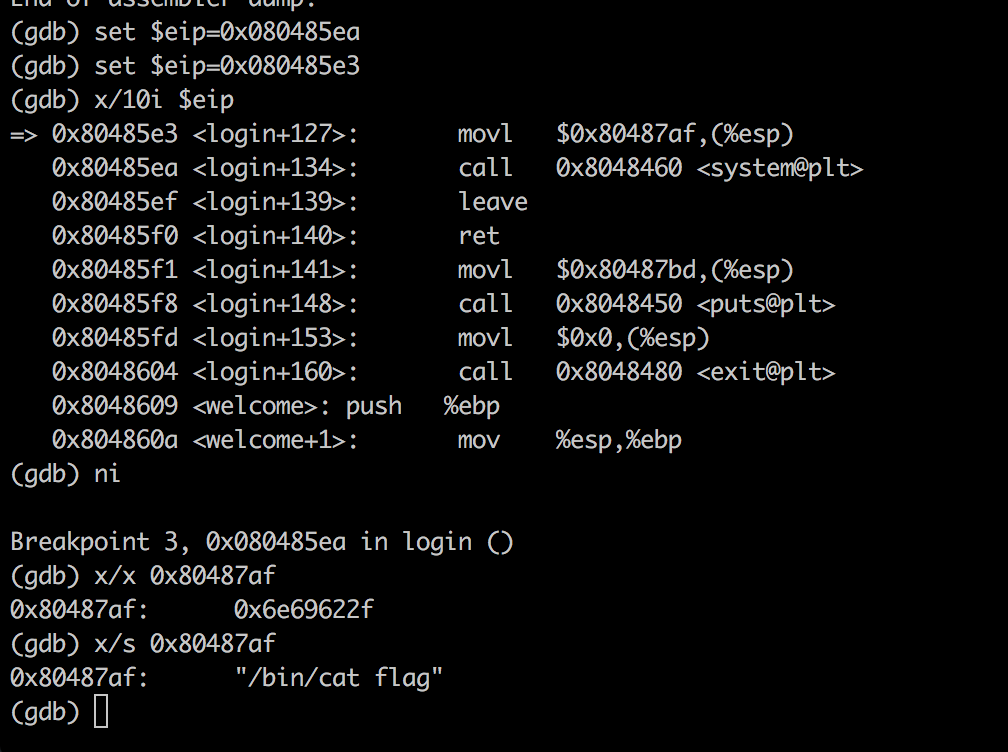 End of assembler dump.
(gdb) set $eip=0x080485ea
(gdb) set $eip=0x080485e3
(gdb) x/10i $eip
=> 0x80485e3 <login+127>: movl $0x80487af,(%esp)
0x80485ea <login+134>: call 0x8048460 <system@plt>
0x80485ef <login+139>: leave
0x80485f0 <login+140>: ret
0x80485f1 <login+141>: movl $0x80487bd,(%esp)
0x80485f8 <login+148>: call 0x8048450 <puts@plt>
0x80485fd <login+153>: movl $0x0,(%esp)
0x8048604 <login+160>: call 0x8048480 <exit@plt>
0x8048609 <welcome>: push %ebp
0x804860a <welcome+1>: mov %esp,%ebp
(gdb) ni
Breakpoint 3, 0x080485ea in login ()
(gdb) x/x 0x80487af
0x80487af: 0x6e69622f
(gdb) x/s 0x80487af
0x80487af: "/bin/cat flag"
(gdb)